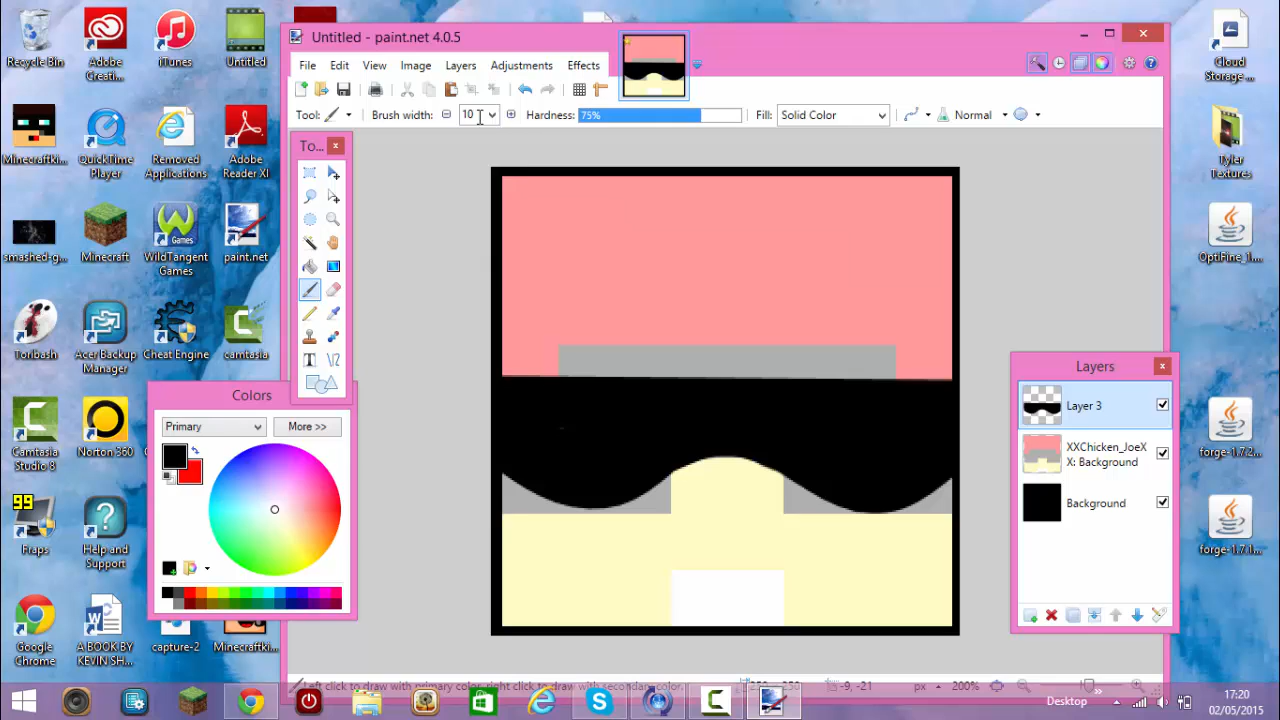 Recycle Bin
Adobe Creati...
iTunes
Untitled
Minecraftki...
QuickTime Player
Removed Applications
Adobe Reader XI
smashed-g...
Minecraft
WildTangent Games
paint.net
Toribash
Acer Backup Manager
Cheat Engine
camtasia
Camtasia Studio 8
Norton 360
99
Fraps
Help and Support
Google Chrome
A BOOK BY KEVIN SH...
capture-2
Minecraftki...
Untitled - paint.net 4.0.5
File Edit View Image Layers Adjustments Effects
Tool: Brush width: 10 Hardness: 75% Fill: Solid Color Normal
To...
Colors
Primary
More >>
Layers
Layer 3
XXChicken_JoeX
X: Background
Background
Left click to draw with primary color, right click to draw with secondary color.
-9, -21
px
200%
Cloud Storage ...
Tyler Textures
OptiFine_1...
forge-1.7.2...
forge-1.7.1...
Desktop
17:20
02/05/2015